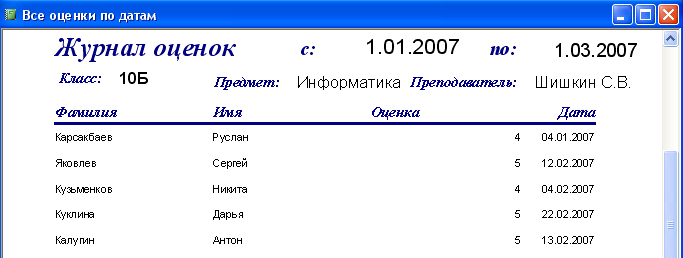 Все оценки по датам
Журнал оценок с: 1.01.2007 по: 1.03.2007
Класс: 10Б Предмет: Информатика Преподаватель: Шишкин С.В.
Фамилия Имя Оценка Дата
Карсакбаев Руслан 4 04.01.2007
Яковлев Сергей 5 12.02.2007
Кузьменков Никита 4 04.02.2007
Куклина Дарья 5 22.02.2007
Калугин Антон 5 13.02.2007